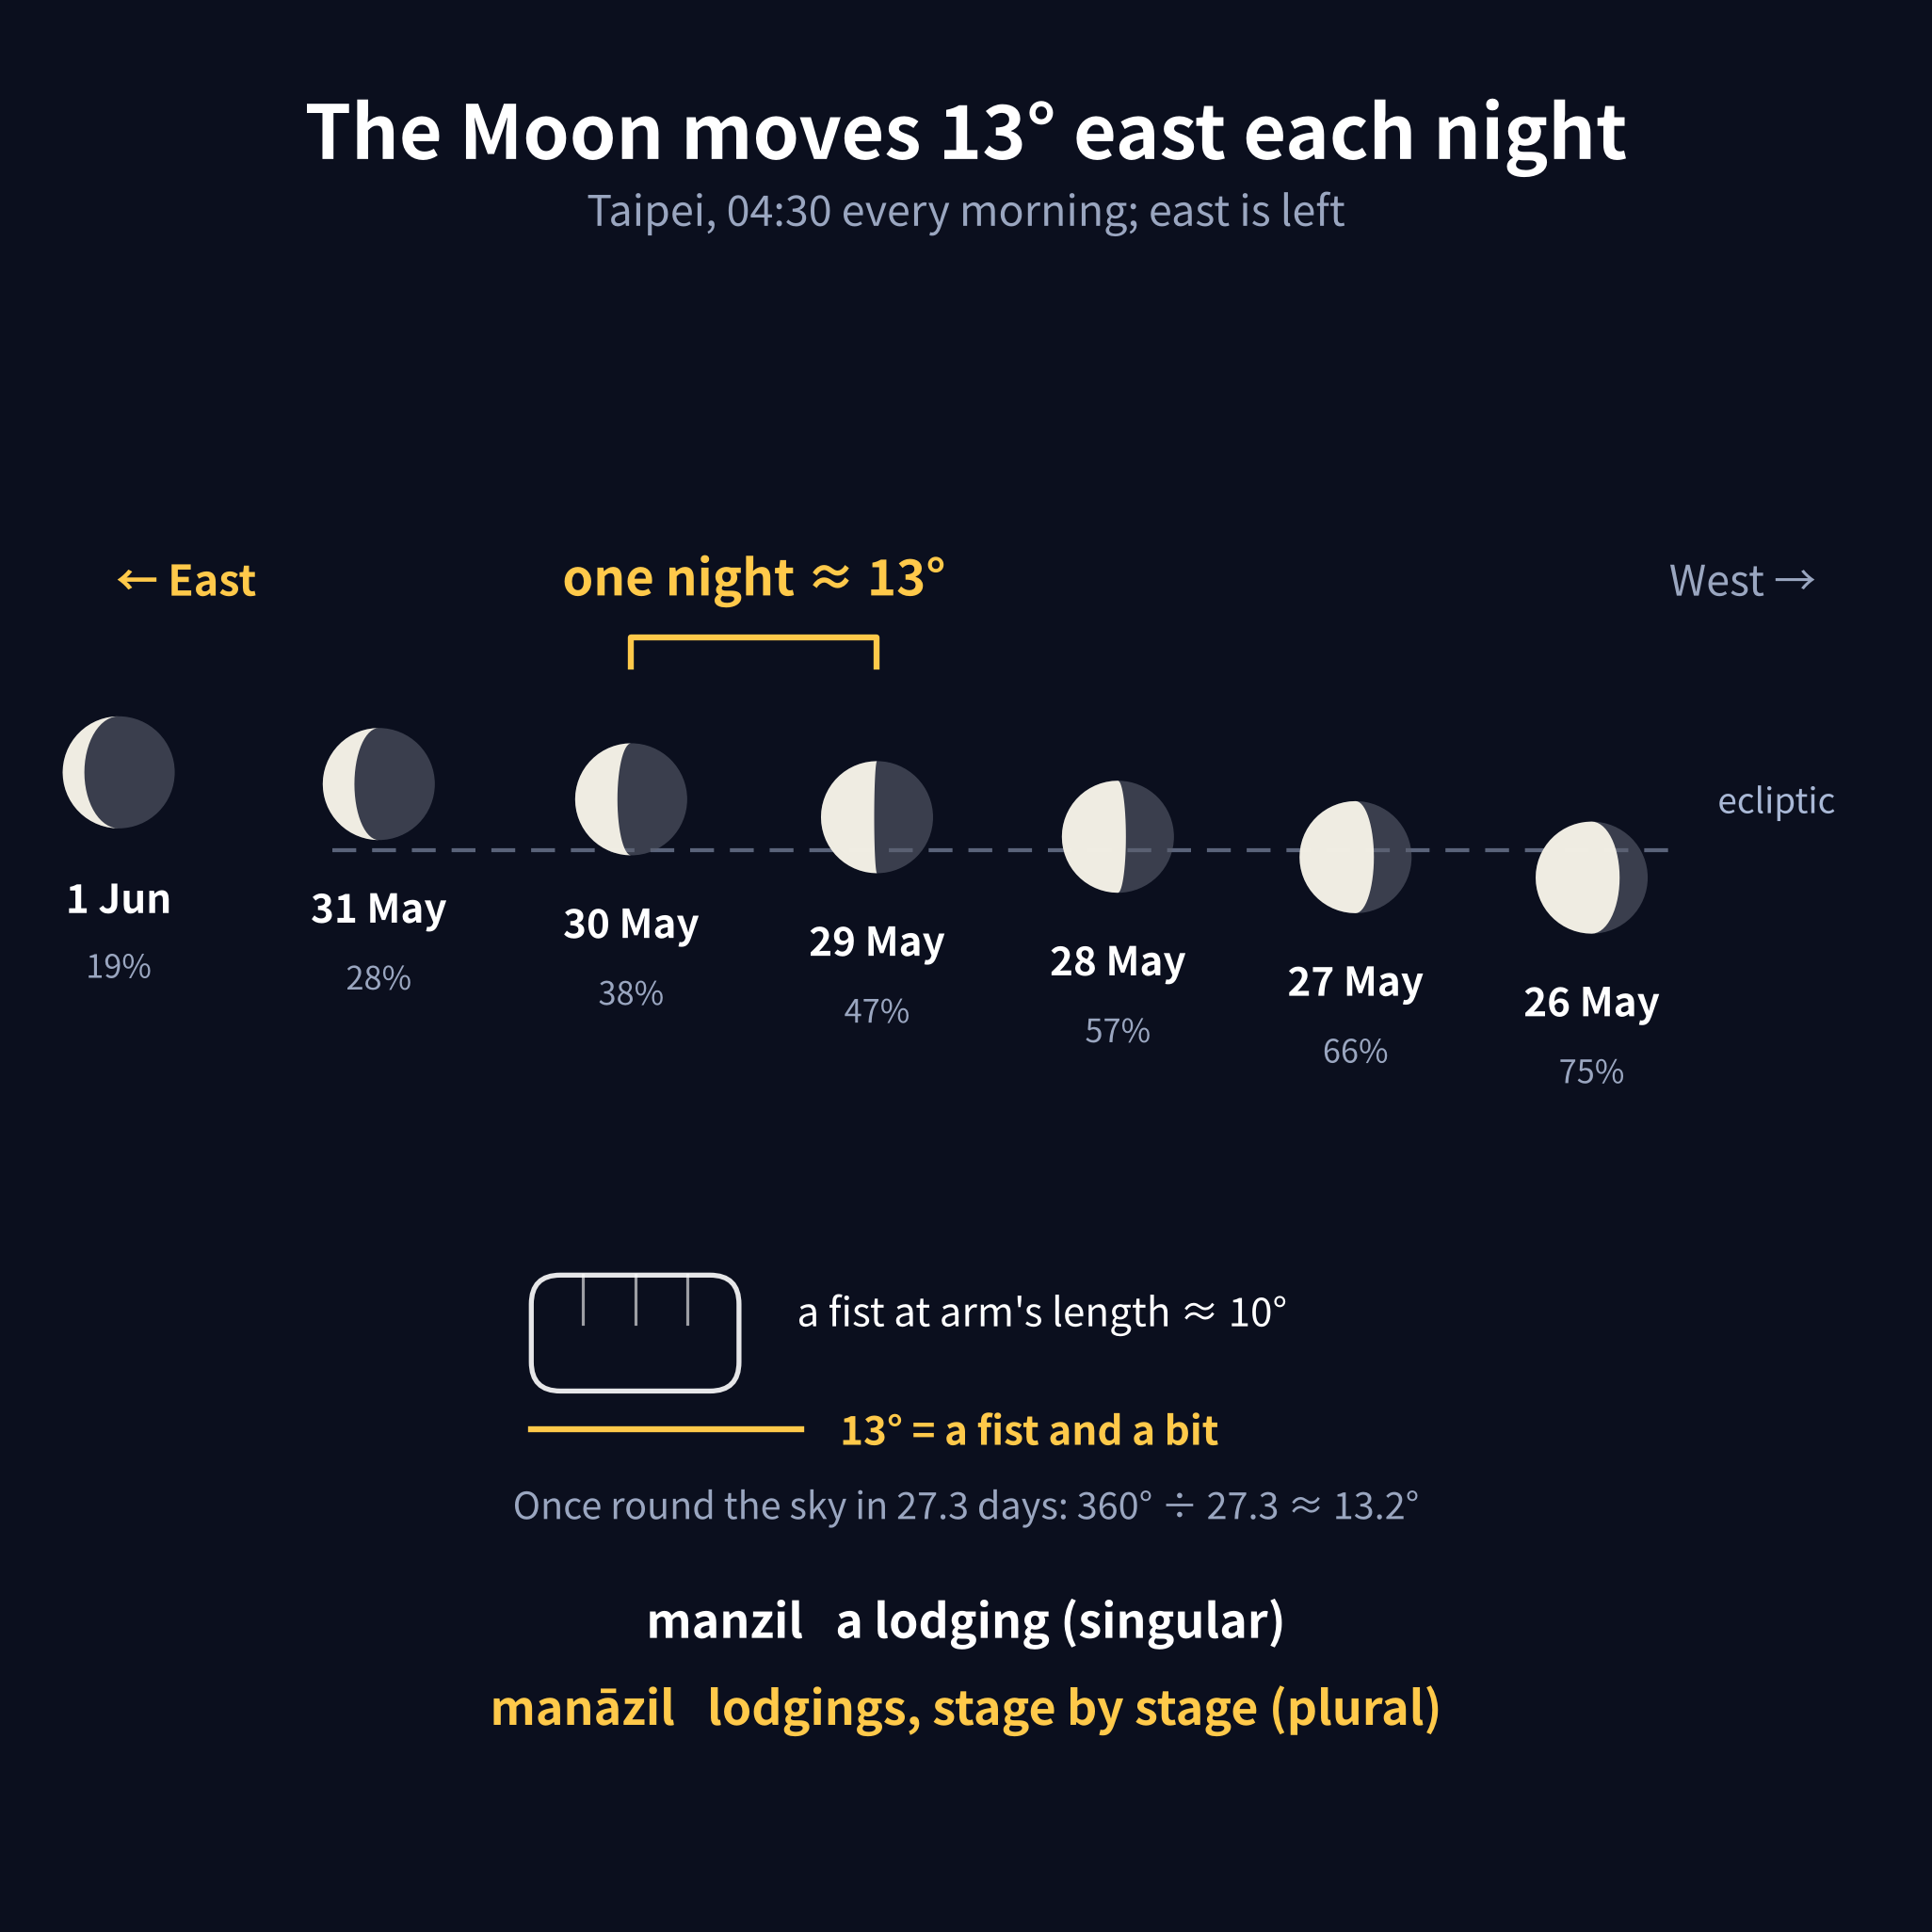 The Moon moves 13° east each night
Taipei, 04:30 every morning; east is left
← East
one night ≈ 13°
West →
ecliptic
1 Jun
19%
31 May
28%
30 May
38%
29 May
47%
28 May
57%
27 May
66%
26 May
75%
a fist at arm's length ≈ 10°
13° = a fist and a bit
Once round the sky in 27.3 days: 360° ÷ 27.3 ≈ 13.2°
manzil a lodging (singular)
manāzil lodgings, stage by stage (plural)